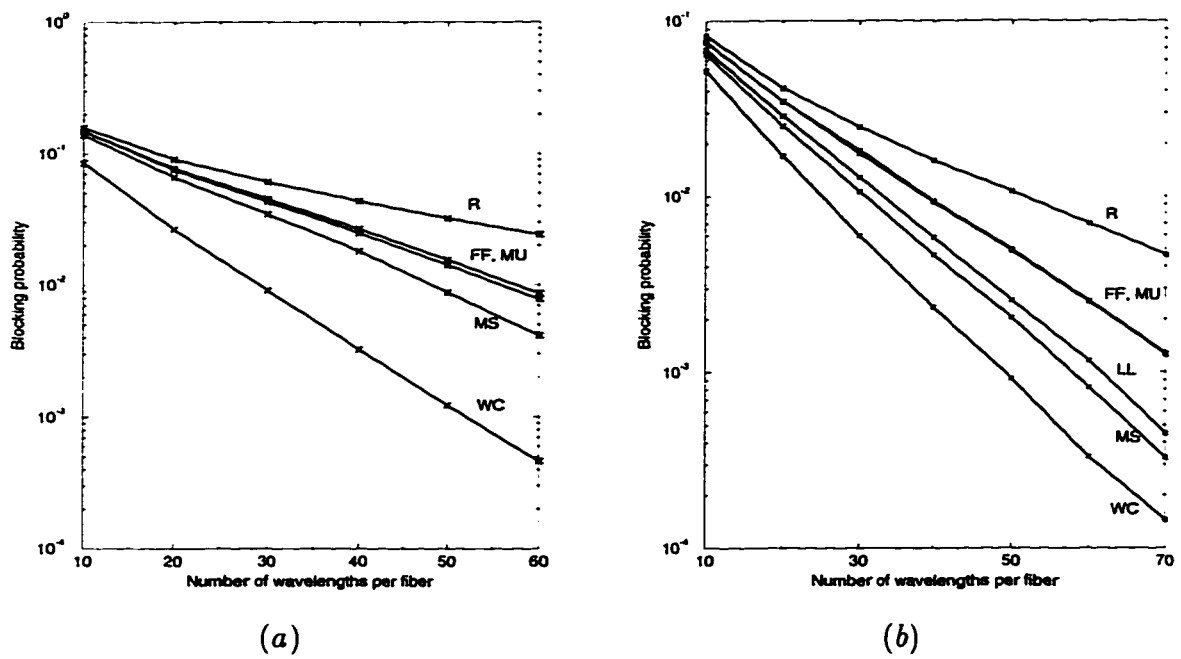 10⁰
10⁻¹
10⁻²
10⁻³
10⁻⁴
Blocking probability
R
FF. MU
MS
WC
10 20 30 40 50 60
Number of wavelengths per fiber
(a)
10⁻¹
10⁻²
10⁻³
10⁻⁴
Blocking probability
R
FF. MU
LL
MS
WC
10 30 50 70
Number of wavelengths per fiber
(b)